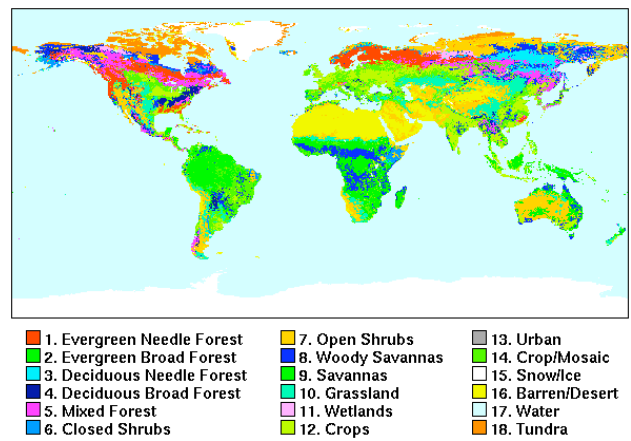 1. Evergreen Needle Forest
2. Evergreen Broad Forest
3. Deciduous Needle Forest
4. Deciduous Broad Forest
5. Mixed Forest
6. Closed Shrubs
7. Open Shrubs
8. Woody Savannas
9. Savannas
10. Grassland
11. Wetlands
12. Crops
13. Urban
14. Crop/Mosaic
15. Snow/Ice
16. Barren/Desert
17. Water
18. Tundra